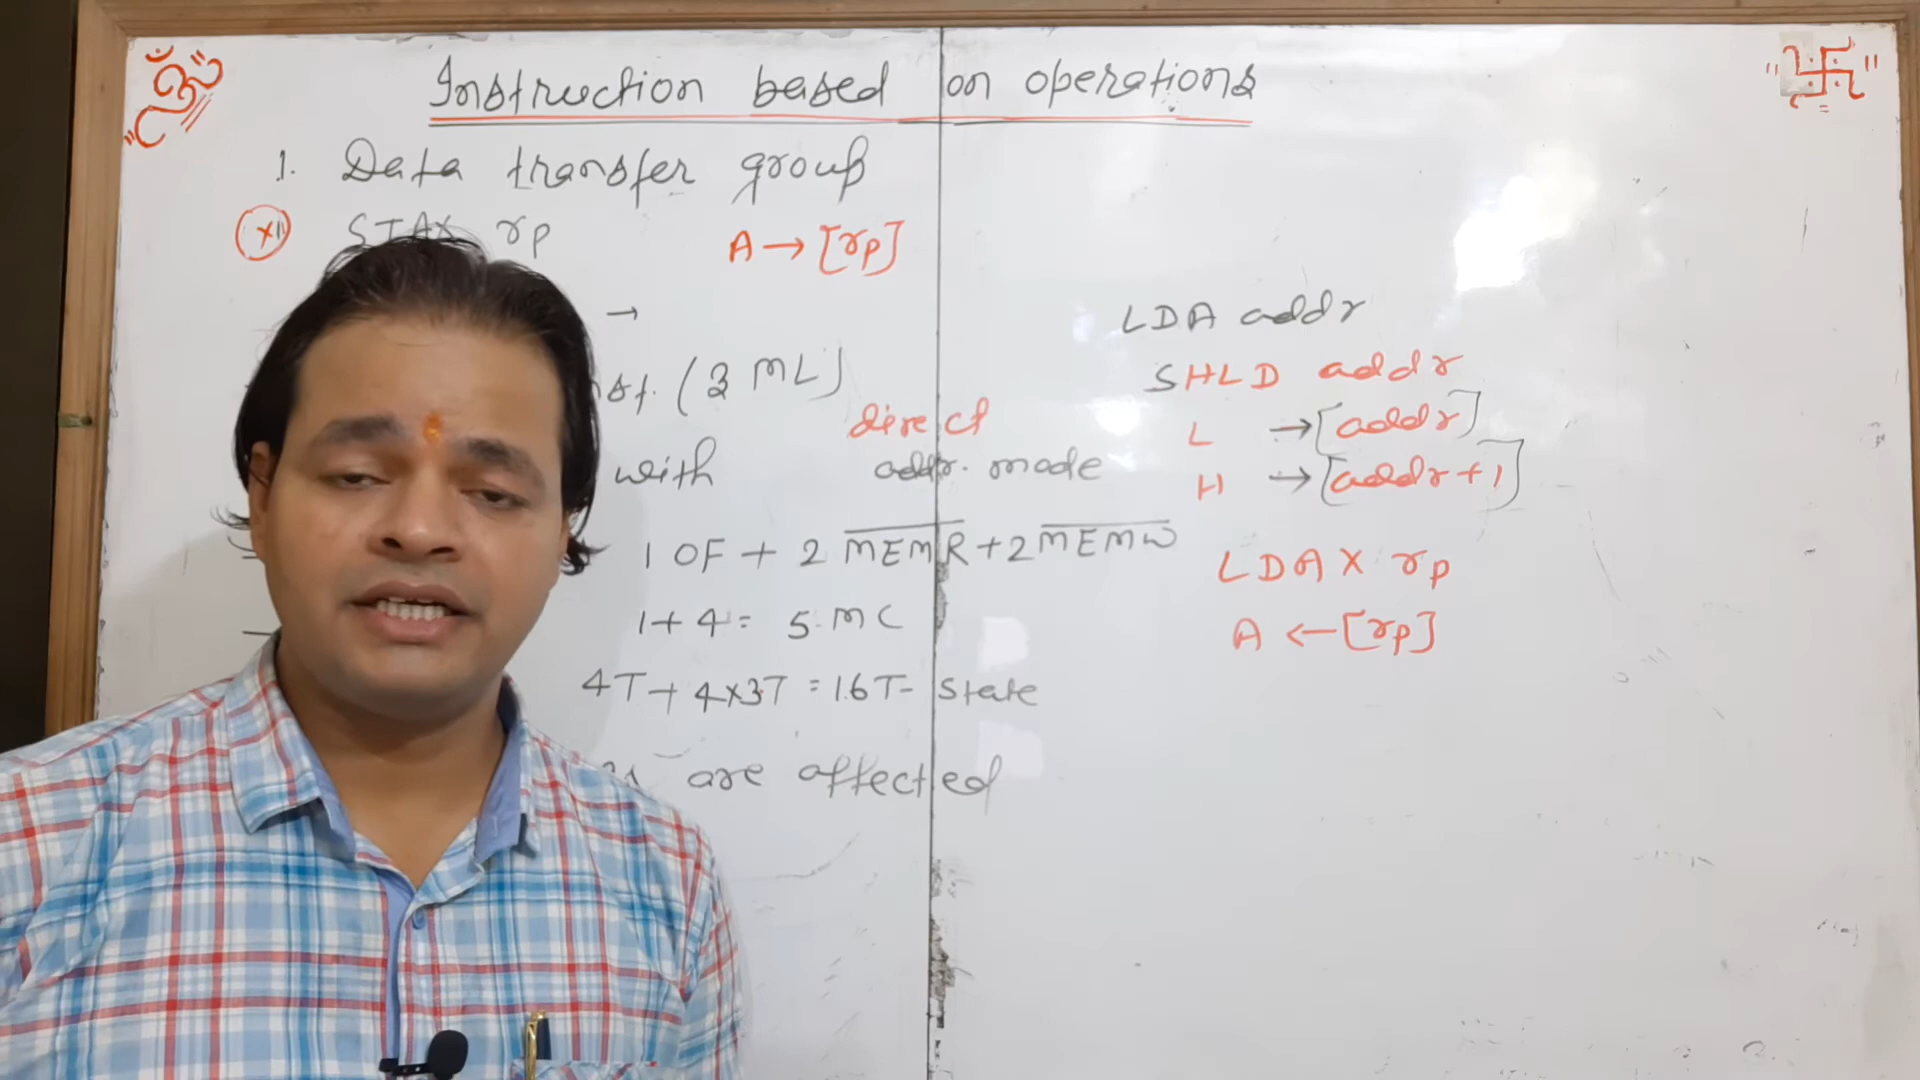 ॐ
Instruction based on operations
1. Data transfer group
xii STAX rp A → [rp]
→
st. (3 ML)
direct
with addr. mode
1 OF + 2 MEMR + 2 MEMW
1 + 4 = 5 MC
4T + 4x3T = 16T- state
are affected
LDA addr
SHLD addr
L → [addr]
H → [addr+1]
LDAX rp
A ← [rp]